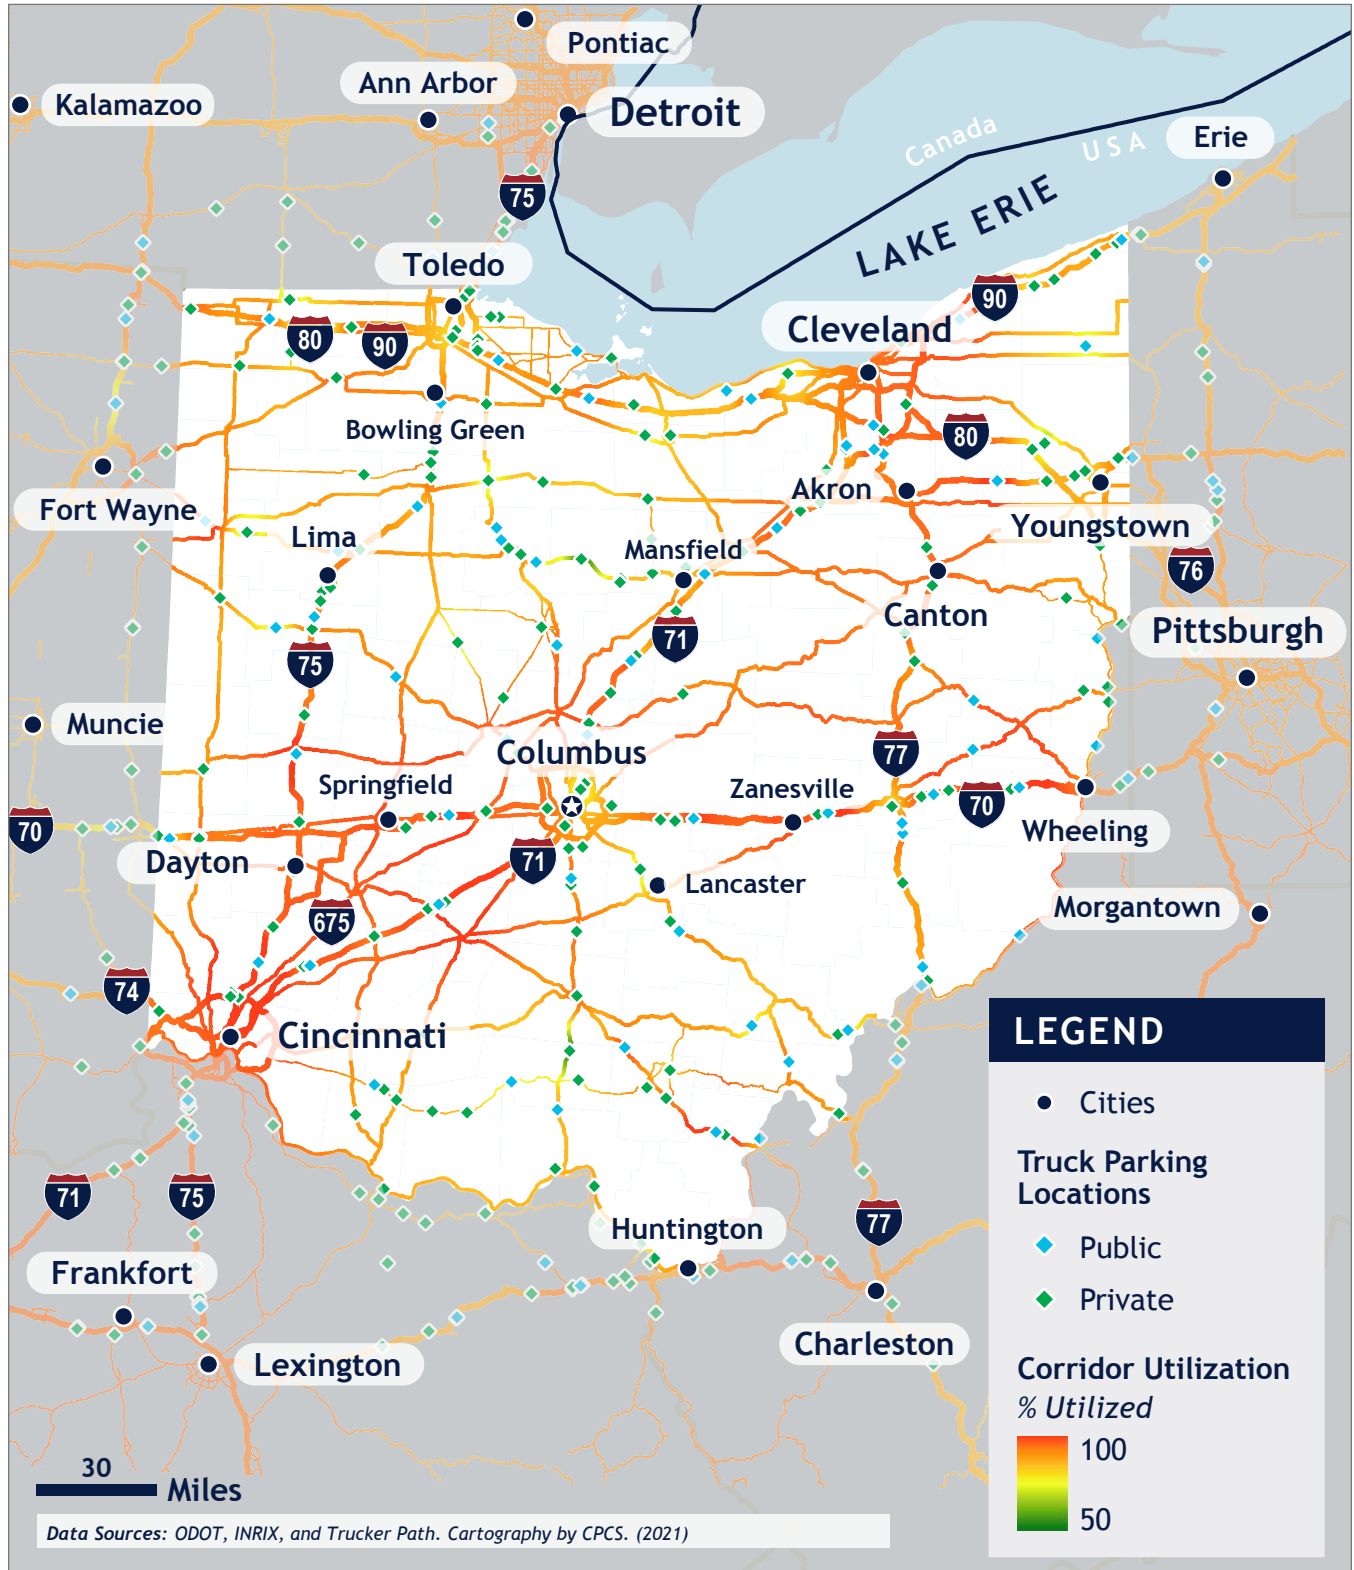 Pontiac
Ann Arbor
Kalamazoo
Detroit
Canada
USA
Erie
75
LAKE ERIE
Toledo
90
80
90
Cleveland
Bowling Green
80
Akron
Fort Wayne
Lima
Mansfield
Youngstown
76
Canton
71
Pittsburgh
75
Muncie
Columbus
77
Springfield
Zanesville
70
70
Wheeling
Dayton
71
Lancaster
675
Morgantown
74
Cincinnati
LEGEND
Cities
Truck Parking
Locations
Public
Private
Corridor Utilization
% Utilized
100
50
71
75
77
Huntington
Frankfort
Charleston
Lexington
30
Miles
Data Sources: ODOT, INRIX, and Trucker Path. Cartography by CPCS. (2021)